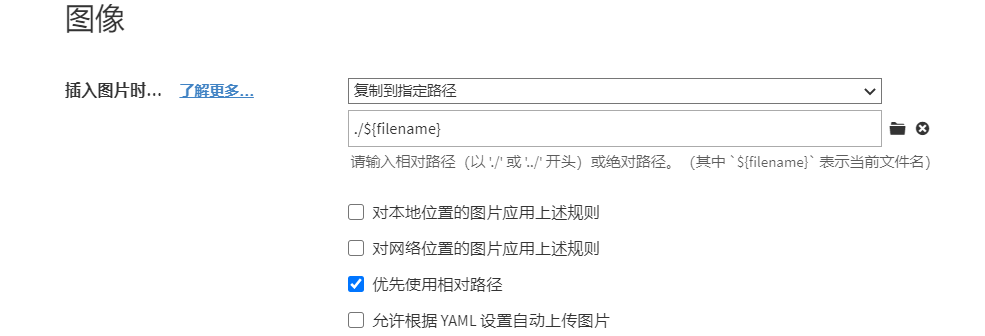 图像
插入图片时... 了解更多... 复制到指定路径
./${filename}
请输入相对路径（以 './' 或 '../' 开头）或绝对路径。 （其中 `${filename}` 表示当前文件名）
对本地位置的图片应用上述规则
对网络位置的图片应用上述规则
优先使用相对路径
允许根据 YAML 设置自动上传图片